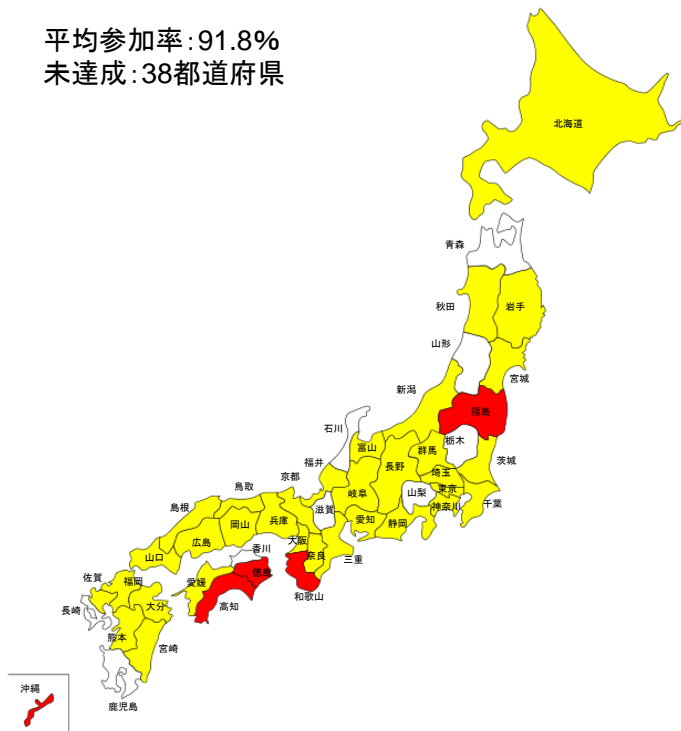 平均参加率:91.8%
未達成:38都道府県
北海道
青森
秋田
岩手
山形
宮城
新潟
福島
石川
栃木
富山
群馬
福井
長野
茨城
埼玉
京都
鳥取
岐阜
山梨
東京
島根
滋賀
神奈川
千葉
岡山
兵庫
愛知
静岡
広島
大阪
香川
奈良
三重
山口
徳島
佐賀
福岡
愛媛
和歌山
長崎
大分
高知
熊本
宮崎
沖縄
鹿児島